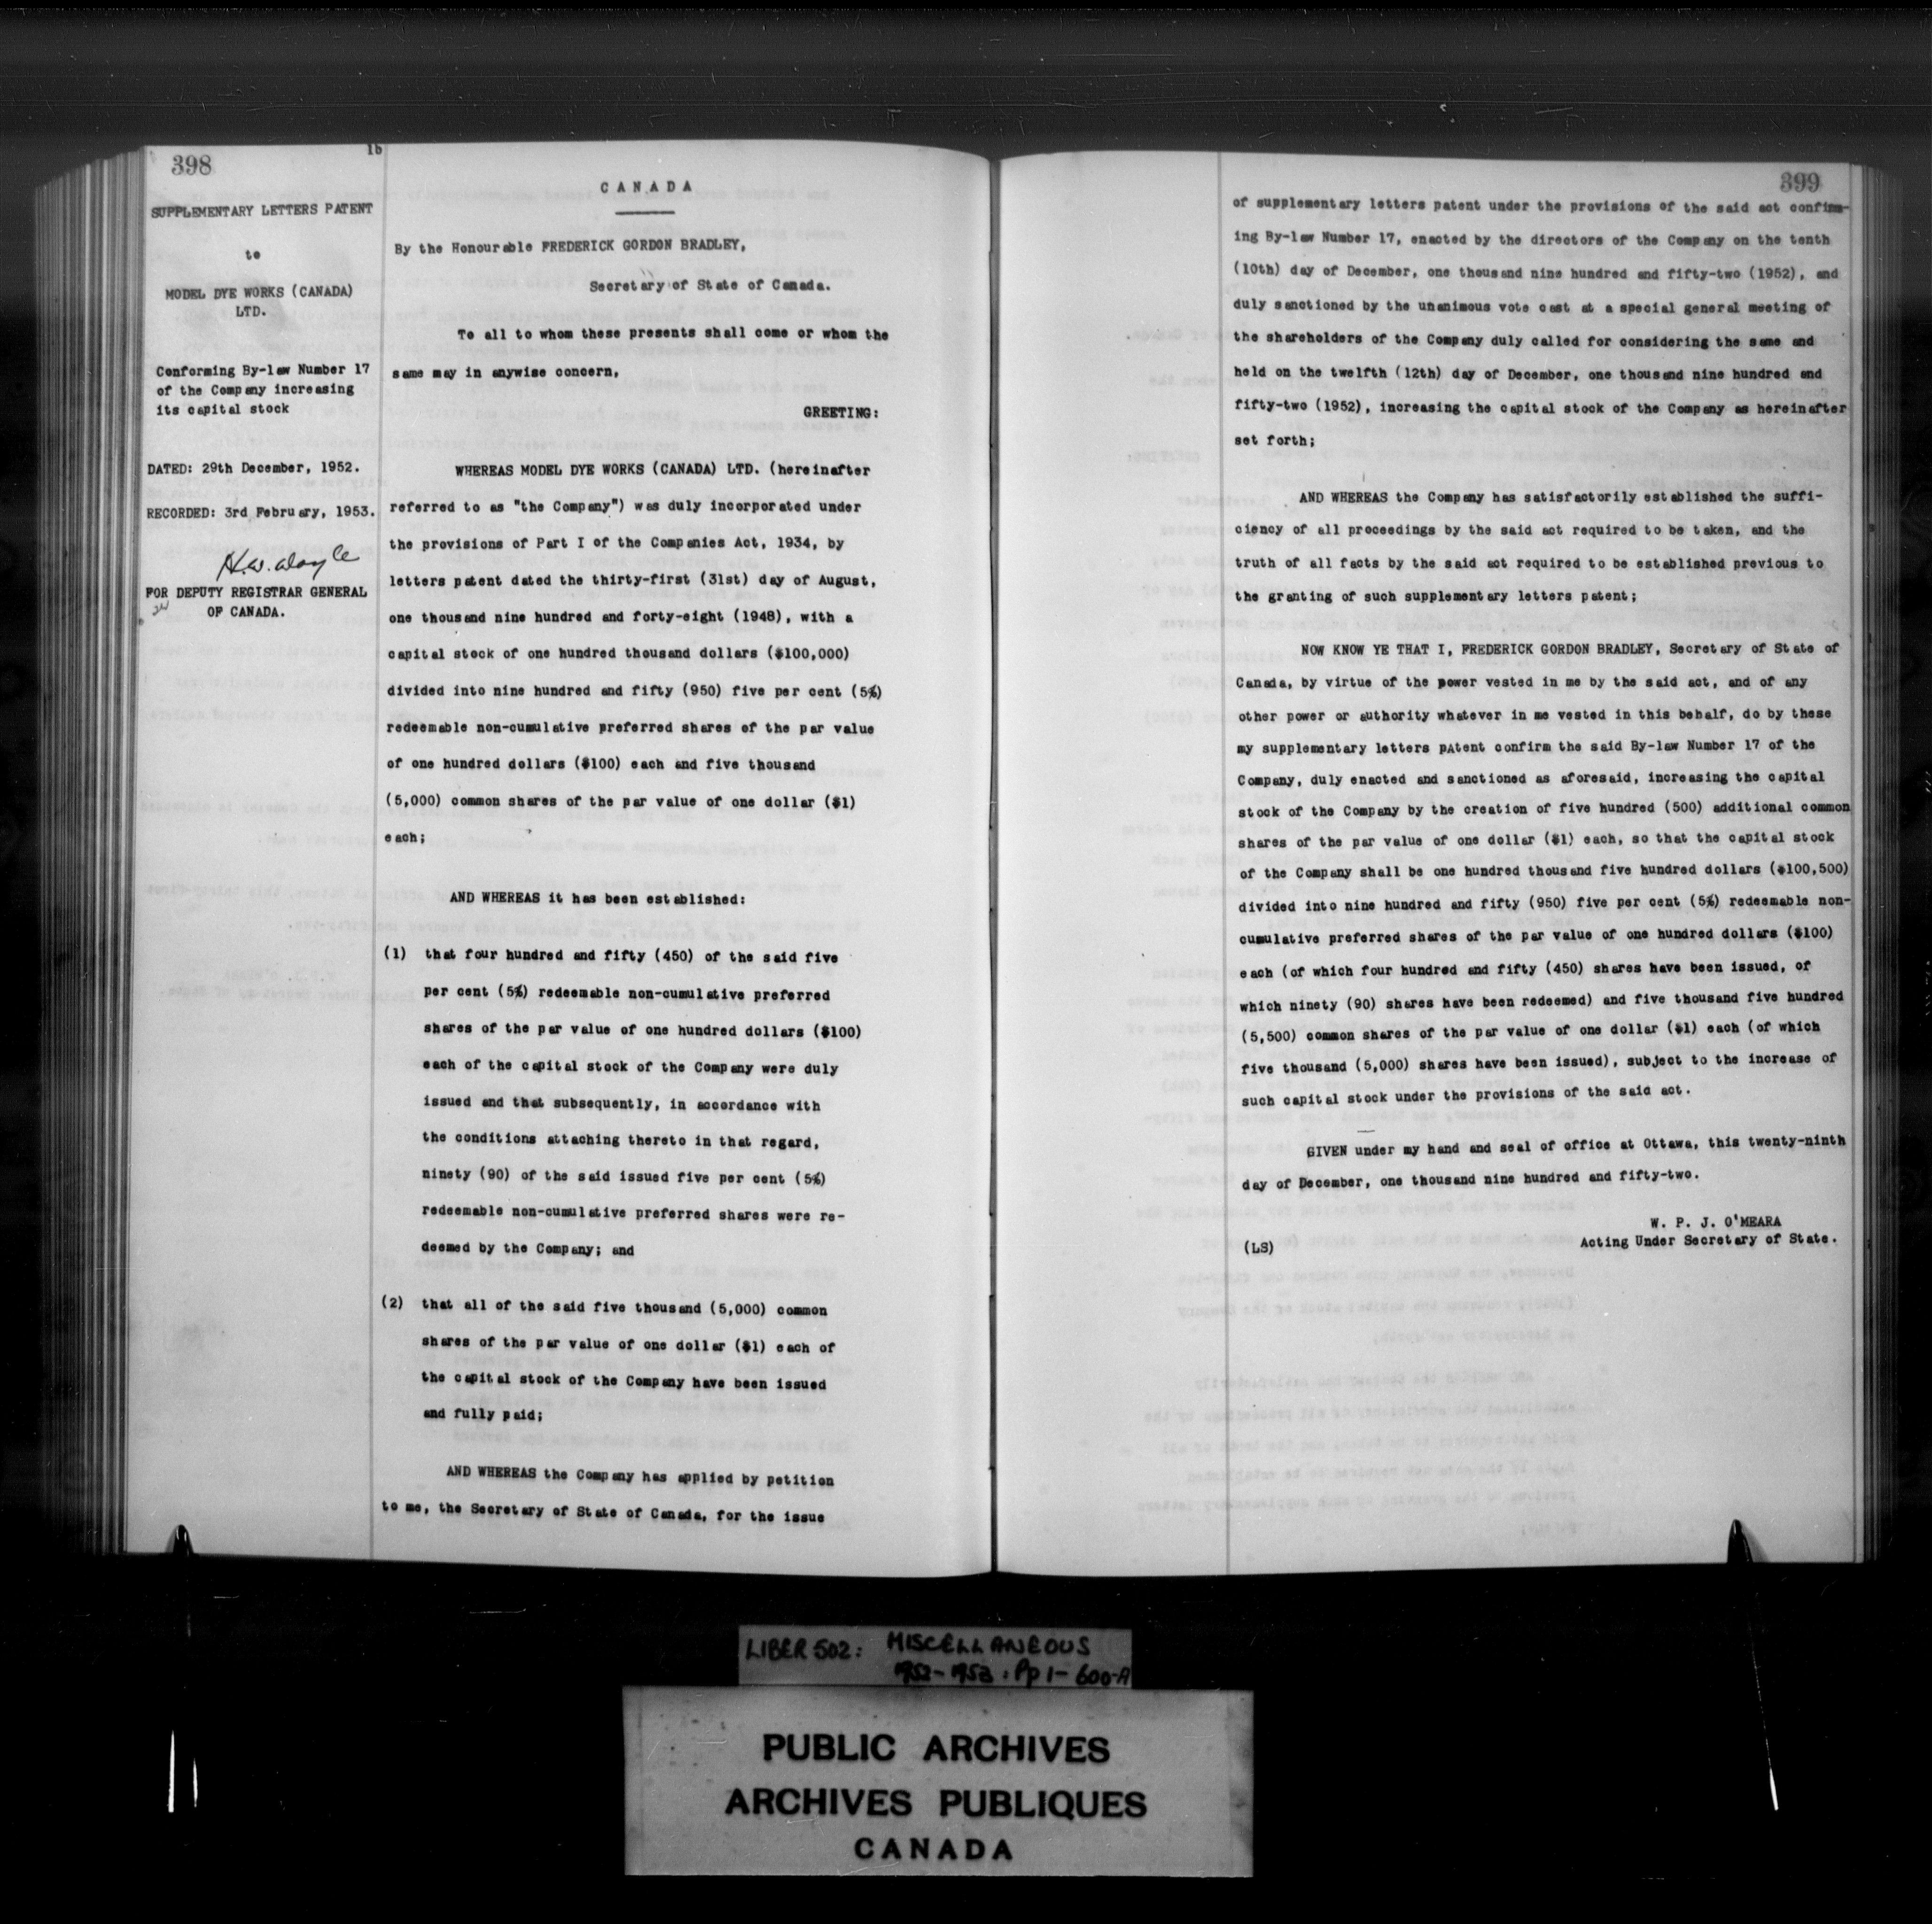 398
1b
SUPPLEMENTARY LETTERS PATENT
to
MODEL DYE WORKS (CANADA)
LTD.
Conforming By-law Number 17
of the Company increasing
its capital stock
DATED: 29th December, 1952.
RECORDED: 3rd February, 1953.
H.W. Doyle
FOR DEPUTY REGISTRAR GENERAL
OF CANADA.
CANADA
By the Honourable FREDERICK GORDON BRADLEY,
Secretary of State of Canada.
To all to whom these presents shall come or whom the
same may in anywise concern,
GREETING:
WHEREAS MODEL DYE WORKS (CANADA) LTD. (hereinafter
referred to as "the Company") was duly incorporated under
the provisions of Part I of the Companies Act, 1934, by
letters patent dated the thirty-first (31st) day of August,
one thousand nine hundred and forty-eight (1948), with a
capital stock of one hundred thousand dollars ($100,000)
divided into nine hundred and fifty (950) five per cent (5%)
redeemable non-cumulative preferred shares of the par value
of one hundred dollars ($100) each and five thousand
(5,000) common shares of the par value of one dollar ($1)
each;
AND WHEREAS it has been established:
(1) that four hundred and fifty (450) of the said five
per cent (5%) redeemable non-cumulative preferred
shares of the par value of one hundred dollars ($100)
each of the capital stock of the Company were duly
issued and that subsequently, in accordance with
the conditions attaching thereto in that regard,
ninety (90) of the said issued five per cent (5%)
redeemable non-cumulative preferred shares were re-
deemed by the Company; and
(2) that all of the said five thousand (5,000) common
shares of the par value of one dollar ($1) each of
the capital stock of the Company have been issued
and fully paid;
AND WHEREAS the Company has applied by petition
to me, the Secretary of State of Canada, for the issue
399
of supplementary letters patent under the provisions of the said act confirm-
ing By-law Number 17, enacted by the directors of the Company on the tenth
(10th) day of December, one thousand nine hundred and fifty-two (1952), and
duly sanctioned by the unanimous vote cast at a special general meeting of
the shareholders of the Company duly called for considering the same and
held on the twelfth (12th) day of December, one thousand nine hundred and
fifty-two (1952), increasing the capital stock of the Company as hereinafter
set forth;
AND WHEREAS the Company has satisfactorily established the suffi-
ciency of all proceedings by the said act required to be taken, and the
truth of all facts by the said act required to be established previous to
the granting of such supplementary letters patent;
NOW KNOW YE THAT I, FREDERICK GORDON BRADLEY, Secretary of State of
Canada, by virtue of the power vested in me by the said act, and of any
other power or authority whatever in me vested in this behalf, do by these
my supplementary letters pAtent confirm the said By-law Number 17 of the
Company, duly enacted and sanctioned as aforesaid, increasing the capital
stock of the Company by the creation of five hundred (500) additional common
shares of the par value of one dollar ($1) each, so that the capital stock
of the Company shall be one hundred thousand five hundred dollars ($100,500)
divided into nine hundred and fifty (950) five per cent (5%) redeemable non-
cumulative preferred shares of the par value of one hundred dollars ($100)
each (of which four hundred and fifty (450) shares have been issued, of
which ninety (90) shares have been redeemed) and five thousand five hundred
(5,500) common shares of the par value of one dollar ($1) each (of which
five thousand (5,000) shares have been issued), subject to the increase of
such capital stock under the provisions of the said act.
GIVEN under my hand and seal of office at Ottawa, this twenty-ninth
day of December, one thousand nine hundred and fifty-two.
W. P. J. O'MEARA
(LS) Acting Under Secretary of State.
LIBER 502: MISCELLANEOUS
1952-1953. Pp 1-600-A
PUBLIC ARCHIVES
ARCHIVES PUBLIQUES
CANADA